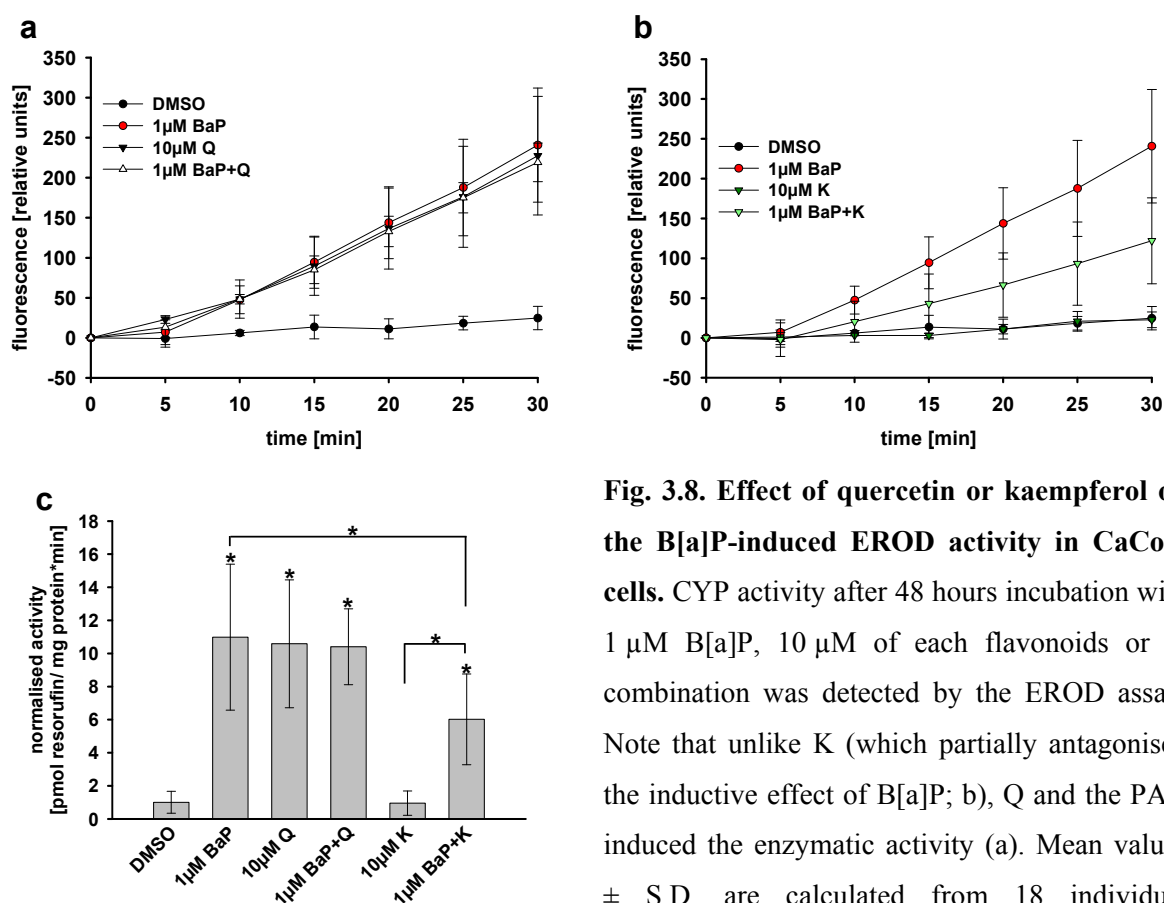 a
350
300
250
200
150
100
50
0
-50
fluorescence [relative units]
DMSO
1µM BaP
10µM Q
1µM BaP+Q
0 5 10 15 20 25 30
time [min]
b
350
300
250
200
150
100
50
0
-50
fluorescence [relative units]
DMSO
1µM BaP
10µM K
1µM BaP+K
0 5 10 15 20 25 30
time [min]
c
18
16
14
12
10
8
6
4
2
0
normalised activity
[pmol resorufin/ mg protein*min]
* * * * * *
DMSO
1µM BaP
10µM Q
1µM BaP+Q
10µM K
1µM BaP+K
Fig. 3.8. Effect of quercetin or kaempferol
the B[a]P-induced EROD activity in
cells. CYP activity after 48 hours incubation
1 µM B[a]P, 10 µM of each flavonoids or
combination was detected by the EROD
Note that unlike K (which partially
the inductive effect of B[a]P; b), Q and the
induced the enzymatic activity (a). Mean
± S.D. are calculated from 18